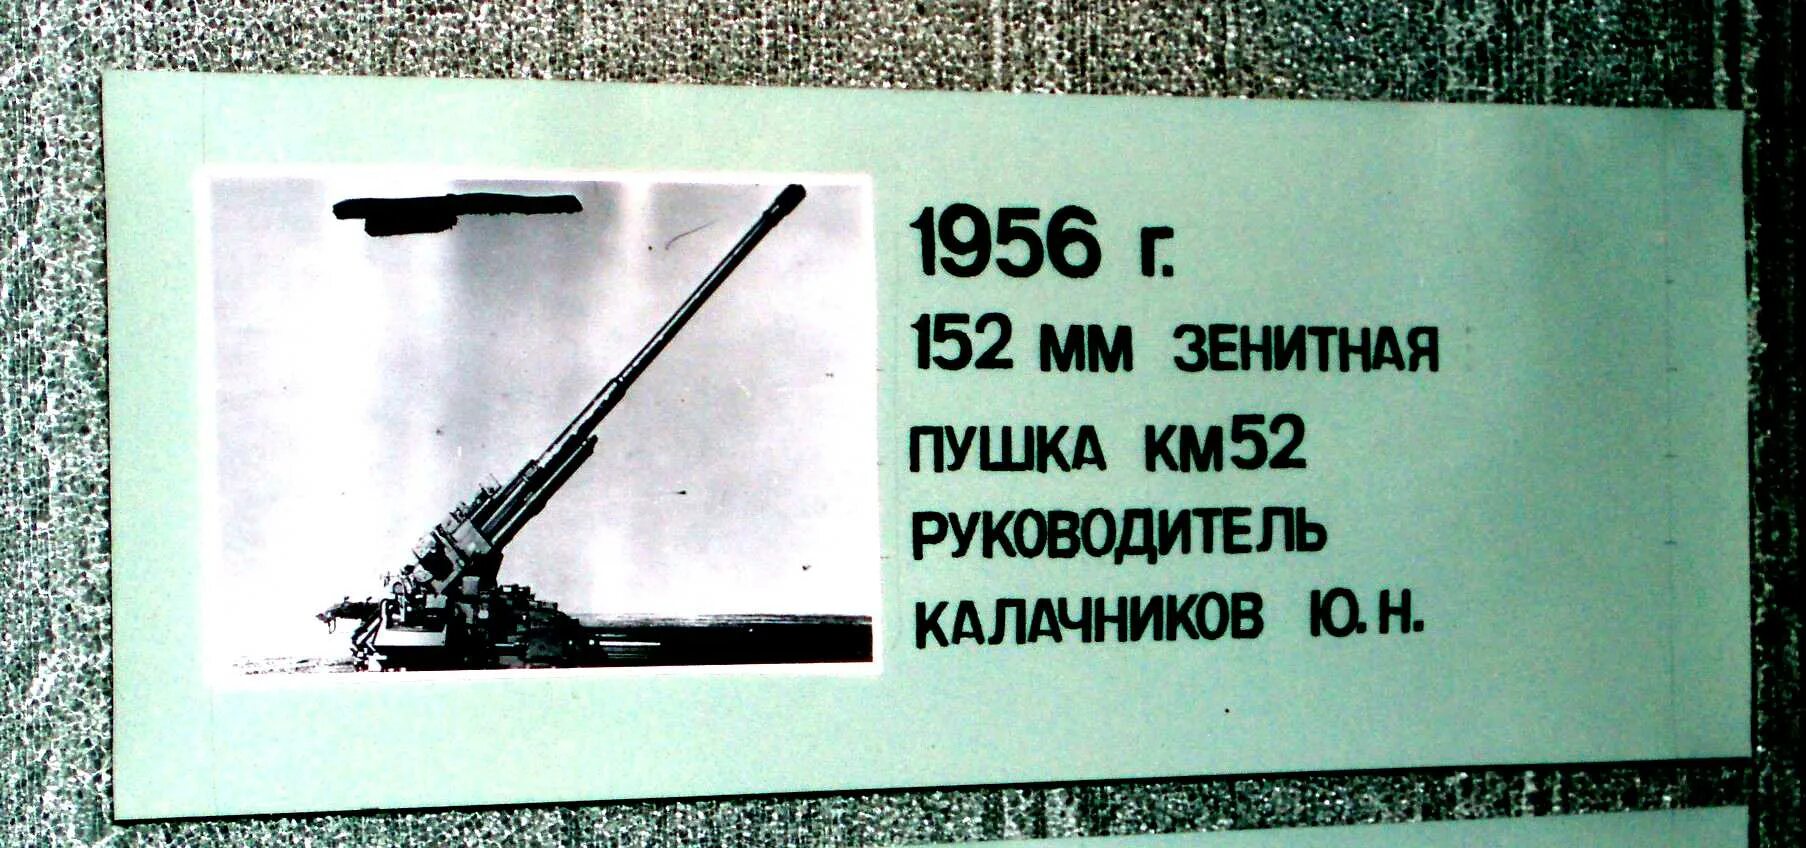 1956 г.
152 ММ ЗЕНИТНАЯ
ПУШКА КМ52
РУКОВОДИТЕЛЬ
КАЛАЧНИКОВ Ю.Н.